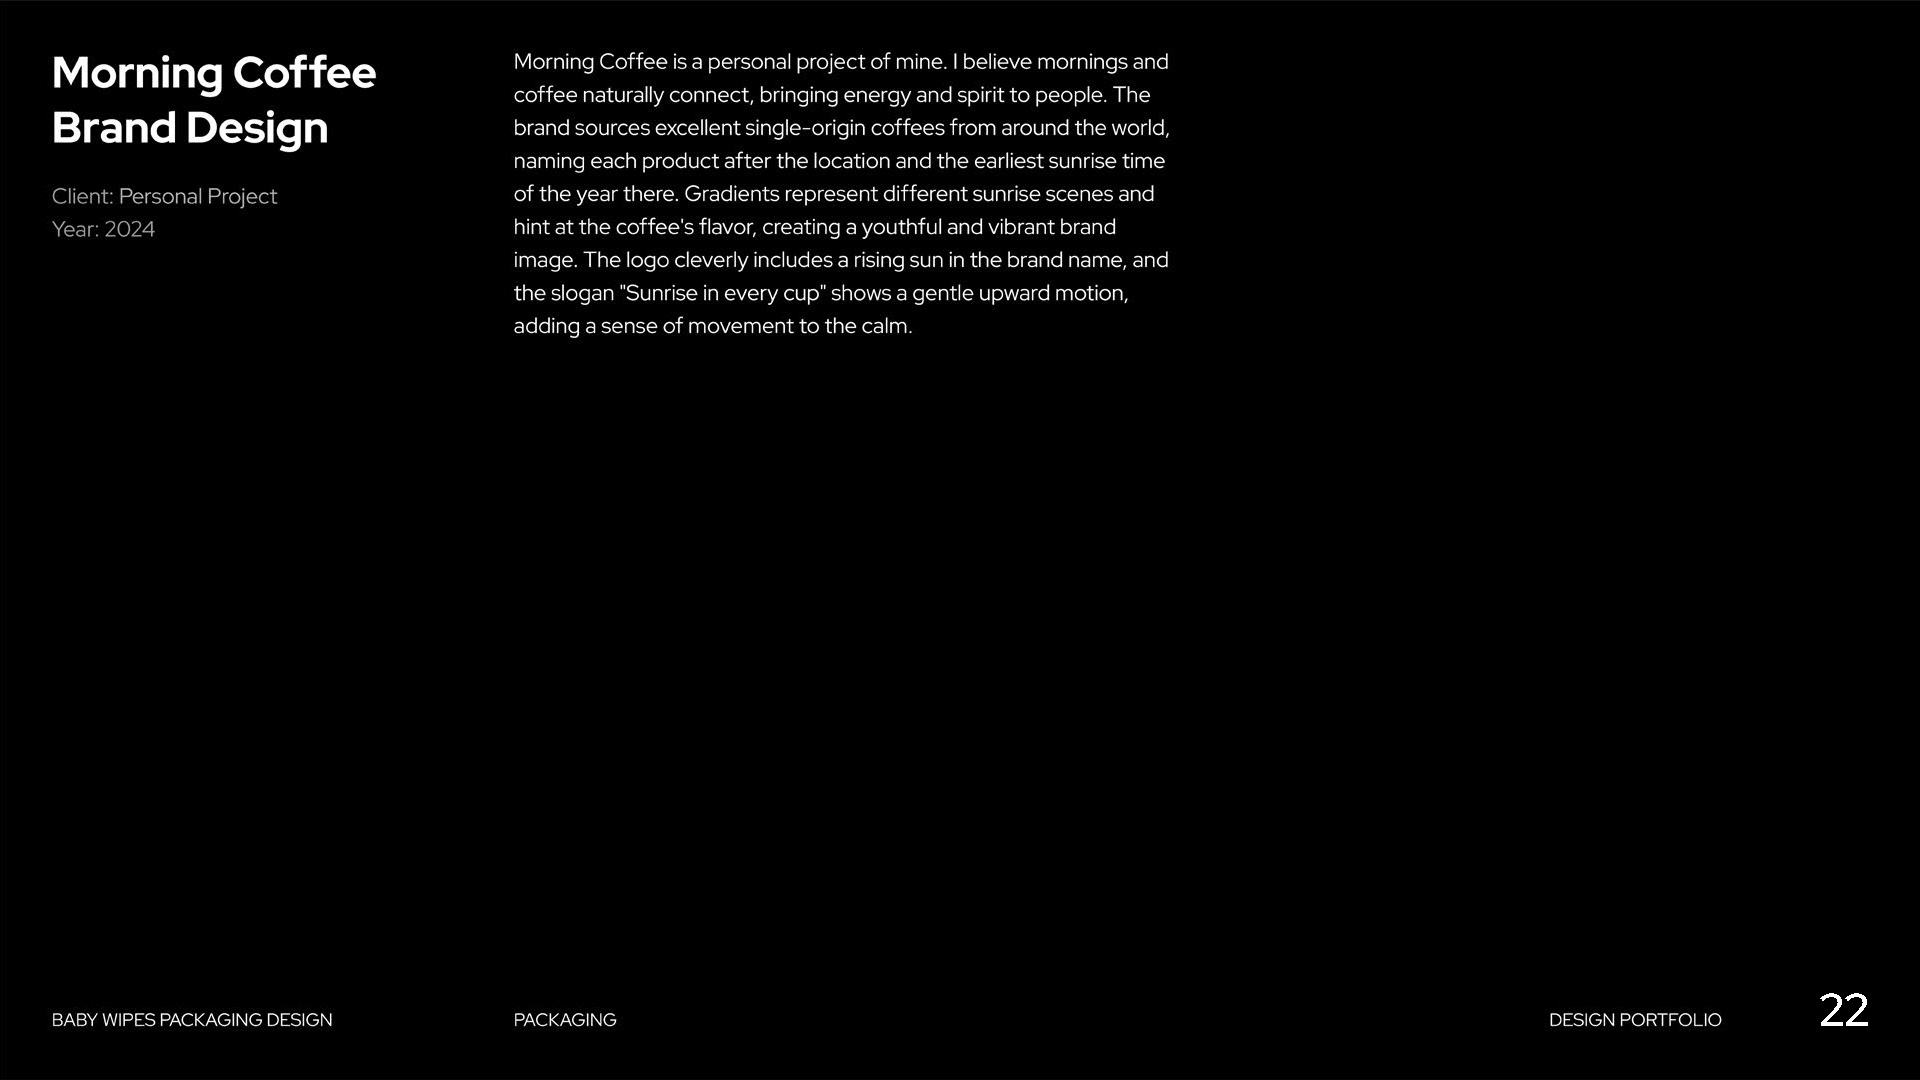 Morning Coffee
Brand Design
Client: Personal Project
Year: 2024
Morning Coffee is a personal project of mine. I believe mornings and
coffee naturally connect, bringing energy and spirit to people. The
brand sources excellent single-origin coffees from around the world,
naming each product after the location and the earliest sunrise time
of the year there. Gradients represent different sunrise scenes and
hint at the coffee's flavor, creating a youthful and vibrant brand
image. The logo cleverly includes a rising sun in the brand name, and
the slogan "Sunrise in every cup" shows a gentle upward motion,
adding a sense of movement to the calm.
BABY WIPES PACKAGING DESIGN
PACKAGING
DESIGN PORTFOLIO
22